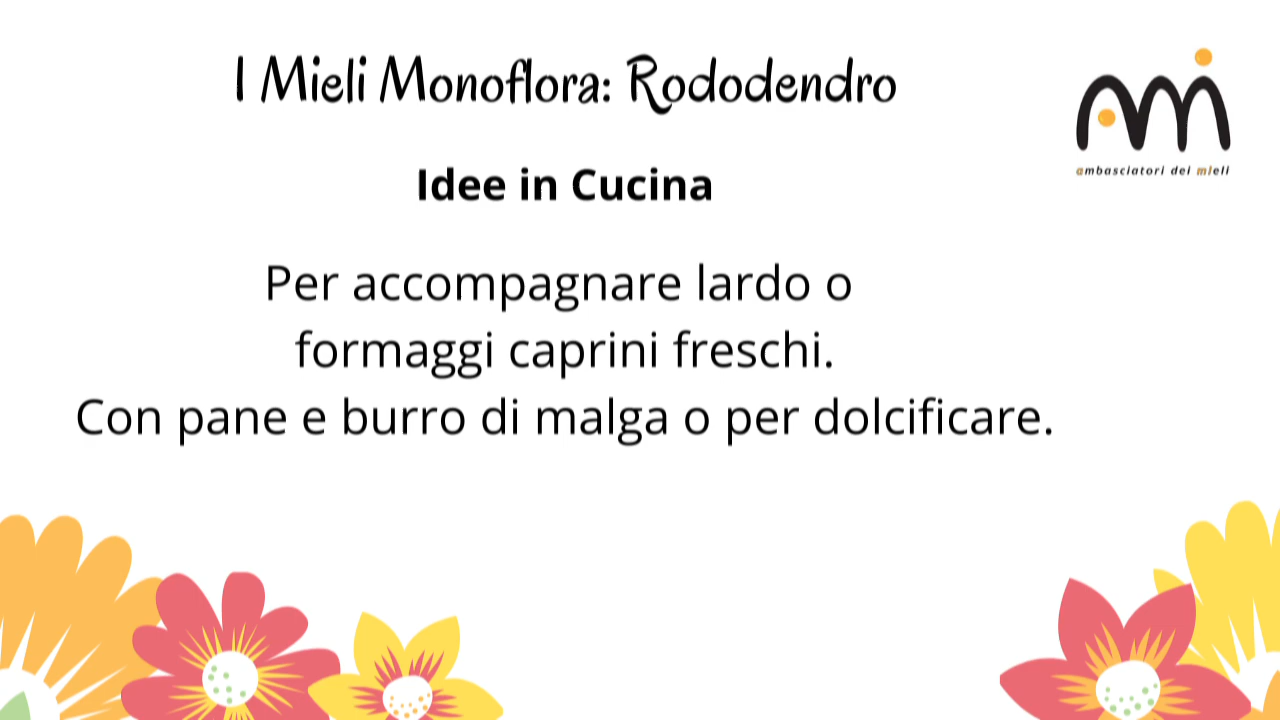 I Mieli Monoflora: Rododendro
AMi
ambasciatori dei mieli
Idee in Cucina
Per accompagnare lardo o
formaggi caprini freschi.
Con pane e burro di malga o per dolcificare.